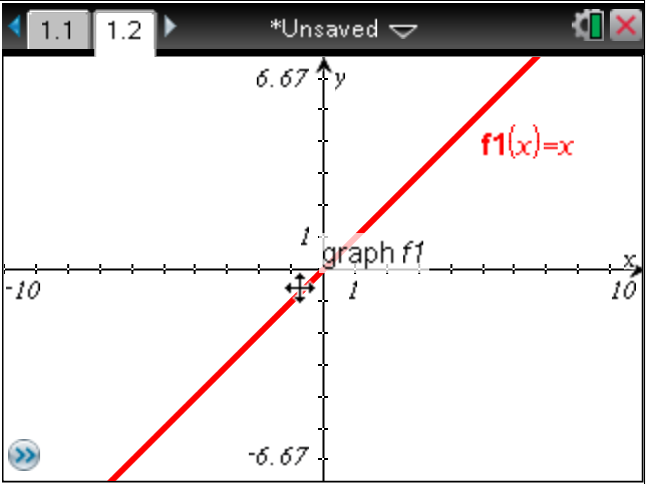 1.1 1.2 *Unsaved
6.67 y
f1(x)=x
1
graph f1
x
-10 1 10
-6.67